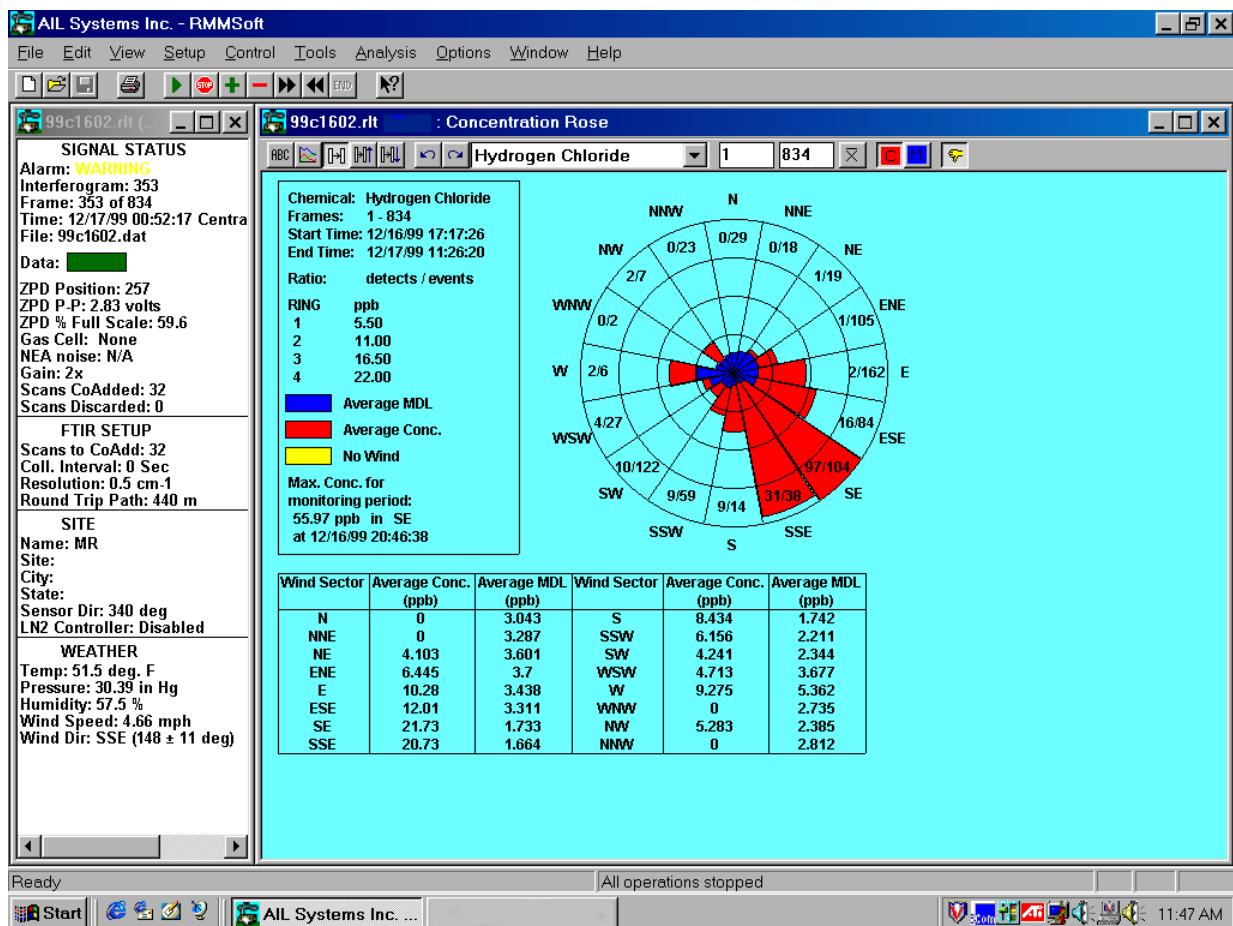 AIL Systems Inc. - RMMSoft
File Edit View Setup Control Tools Analysis Options Window Help
STOP END
99c1602.rlt (...
SIGNAL STATUS
Alarm: WARNING
Interferogram: 353
Frame: 353 of 834
Time: 12/17/99 00:52:17 Centra
File: 99c1602.dat
Data:
ZPD Position: 257
ZPD P-P: 2.83 volts
ZPD % Full Scale: 59.6
Gas Cell: None
NEA noise: N/A
Gain: 2x
Scans CoAdded: 32
Scans Discarded: 0
FTIR SETUP
Scans to CoAdd: 32
Coll. Interval: 0 Sec
Resolution: 0.5 cm-1
Round Trip Path: 440 m
SITE
Name: MR
Site:
City:
State:
Sensor Dir: 340 deg
LN2 Controller: Disabled
WEATHER
Temp: 51.5 deg. F
Pressure: 30.39 in Hg
Humidity: 57.5 %
Wind Speed: 4.66 mph
Wind Dir: SSE (148 ± 11 deg)
99c1602.rlt : Concentration Rose
ABC Hydrogen Chloride 1 834 C M
Chemical: Hydrogen Chloride
Frames: 1 - 834
Start Time: 12/16/99 17:17:26
End Time: 12/17/99 11:26:20
Ratio: detects / events
RING ppb
1 5.50
2 11.00
3 16.50
4 22.00
Average MDL
Average Conc.
No Wind
Max. Conc. for
monitoring period:
55.97 ppb in SE
at 12/16/99 20:46:38
N
NNW NNE
0/29
0/23 0/18
NW NE
2/7 1/19
WNW ENE
0/2 1/105
W 2/6 2/162 E
4/27 16/84
WSW ESE
10/122 97/104
SW 9/59 31/38 SE
9/14
SSW SSE
S
Wind Sector Average Conc. (ppb) Average MDL (ppb) Wind Sector Average Conc. (ppb) Average MDL (ppb)
N 0 3.043 S 8.434 1.742
NNE 0 3.287 SSW 6.156 2.211
NE 4.103 3.601 SW 4.241 2.344
ENE 6.445 3.7 WSW 4.713 3.677
E 10.28 3.438 W 9.275 5.362
ESE 12.01 3.311 WNW 0 2.735
SE 21.73 1.733 NW 5.283 2.385
SSE 20.73 1.664 NNW 0 2.812
Ready All operations stopped
Start AIL Systems Inc. ... 3Com ATI 11:47 AM